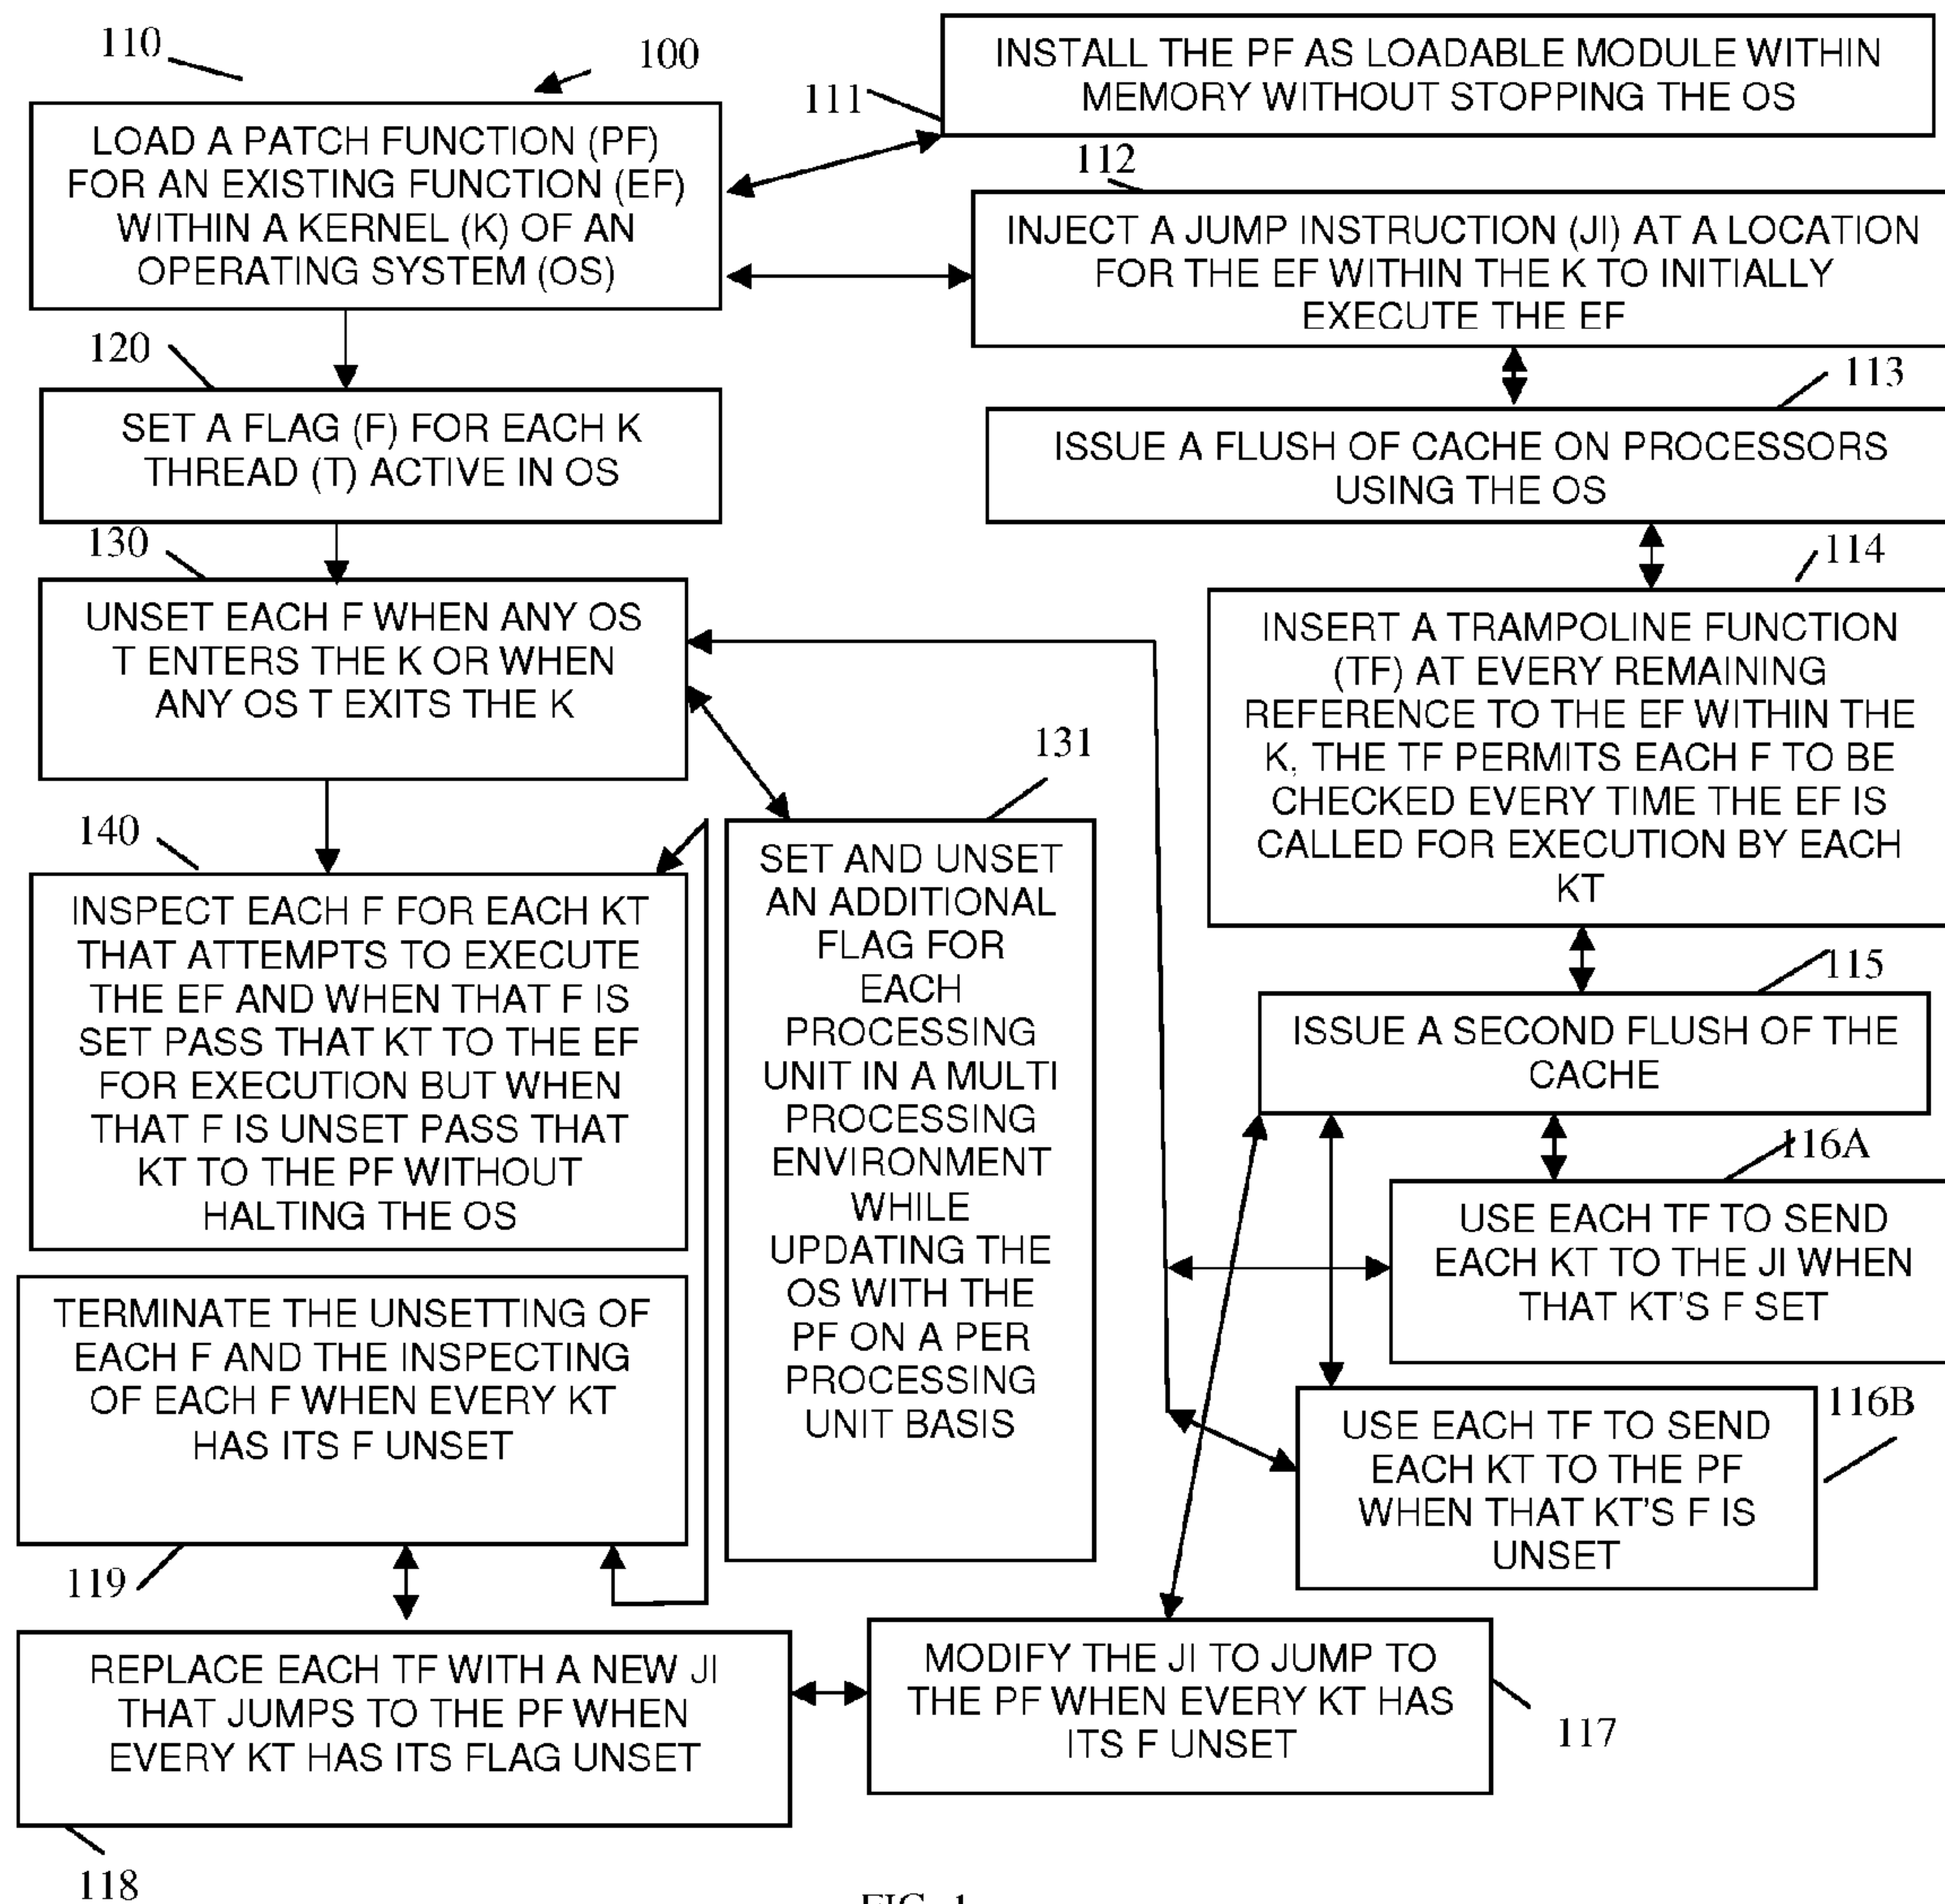 110
100
LOAD A PATCH FUNCTION (PF)
FOR AN EXISTING FUNCTION (EF)
WITHIN A KERNEL (K) OF AN
OPERATING SYSTEM (OS)
111
INSTALL THE PF AS LOADABLE MODULE WITHIN
MEMORY WITHOUT STOPPING THE OS
112
INJECT A JUMP INSTRUCTION (JI) AT A LOCATION
FOR THE EF WITHIN THE K TO INITIALLY
EXECUTE THE EF
120
SET A FLAG (F) FOR EACH K
THREAD (T) ACTIVE IN OS
113
ISSUE A FLUSH OF CACHE ON PROCESSORS
USING THE OS
130
UNSET EACH F WHEN ANY OS
T ENTERS THE K OR WHEN
ANY OS T EXITS THE K
114
INSERT A TRAMPOLINE FUNCTION
(TF) AT EVERY REMAINING
REFERENCE TO THE EF WITHIN THE
K, THE TF PERMITS EACH F TO BE
CHECKED EVERY TIME THE EF IS
CALLED FOR EXECUTION BY EACH
KT
131
SET AND UNSET
AN ADDITIONAL
FLAG FOR
EACH
PROCESSING
UNIT IN A MULTI
PROCESSING
ENVIRONMENT
WHILE
UPDATING THE
OS WITH THE
PF ON A PER
PROCESSING
UNIT BASIS
140
INSPECT EACH F FOR EACH KT
THAT ATTEMPTS TO EXECUTE
THE EF AND WHEN THAT F IS
SET PASS THAT KT TO THE EF
FOR EXECUTION BUT WHEN
THAT F IS UNSET PASS THAT
KT TO THE PF WITHOUT
HALTING THE OS
115
ISSUE A SECOND FLUSH OF THE
CACHE
116A
USE EACH TF TO SEND
EACH KT TO THE JI WHEN
THAT KT'S F SET
TERMINATE THE UNSETTING OF
EACH F AND THE INSPECTING
OF EACH F WHEN EVERY KT
HAS ITS F UNSET
119
116B
USE EACH TF TO SEND
EACH KT TO THE PF
WHEN THAT KT'S F IS
UNSET
REPLACE EACH TF WITH A NEW JI
THAT JUMPS TO THE PF WHEN
EVERY KT HAS ITS FLAG UNSET
118
MODIFY THE JI TO JUMP TO
THE PF WHEN EVERY KT HAS
ITS F UNSET
117
FIG. 1